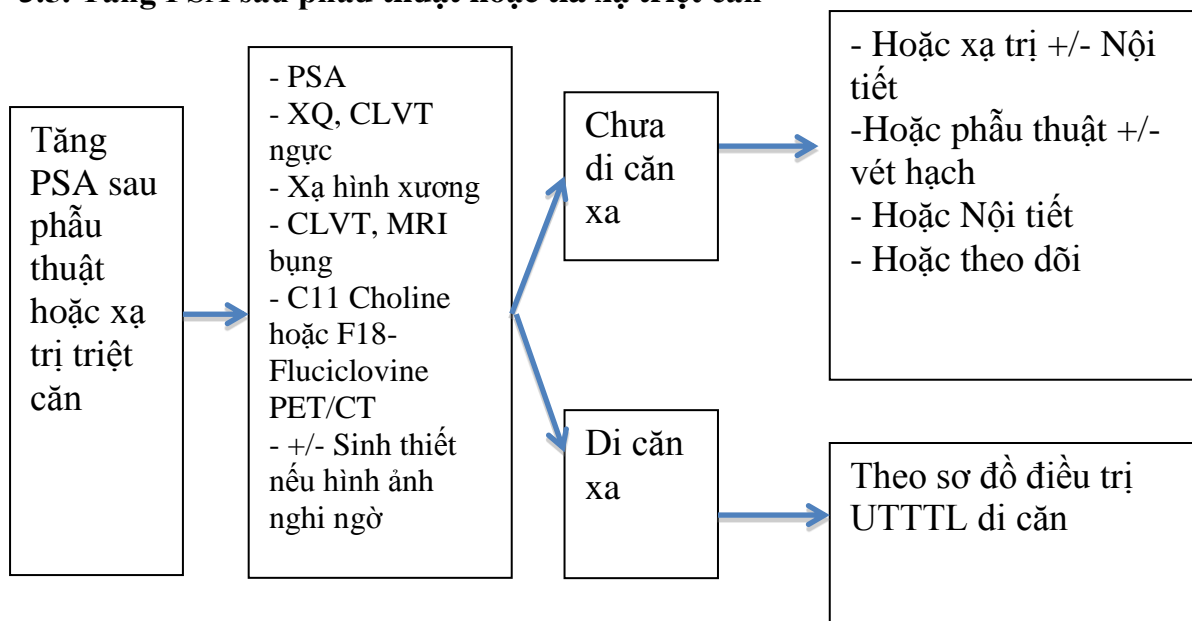 Tăng
PSA sau
phẫu
thuật
hoặc xạ
trị triệt
căn
- PSA
- XQ, CLVT
ngực
- Xạ hình xương
- CLVT, MRI
bụng
- C11 Choline
hoặc F18-
Fluciclovine
PET/CT
- +/- Sinh thiết
nếu hình ảnh
nghi ngờ
Chưa
di căn
xa
- Hoặc xạ trị +/- Nội
tiết
-Hoặc phẫu thuật +/-
vét hạch
- Hoặc Nội tiết
- Hoặc theo dõi
Di căn
xa
Theo sơ đồ điều trị
UTTTL di căn